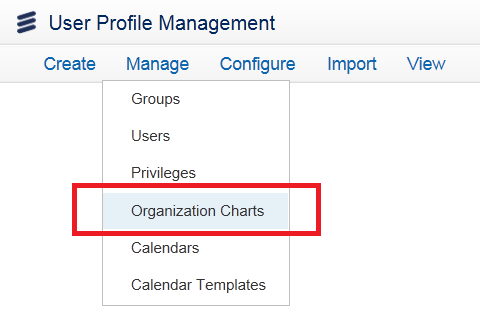 User Profile Management
Create Manage Configure Import View
Groups
Users
Privileges
Organization Charts
Calendars
Calendar Templates